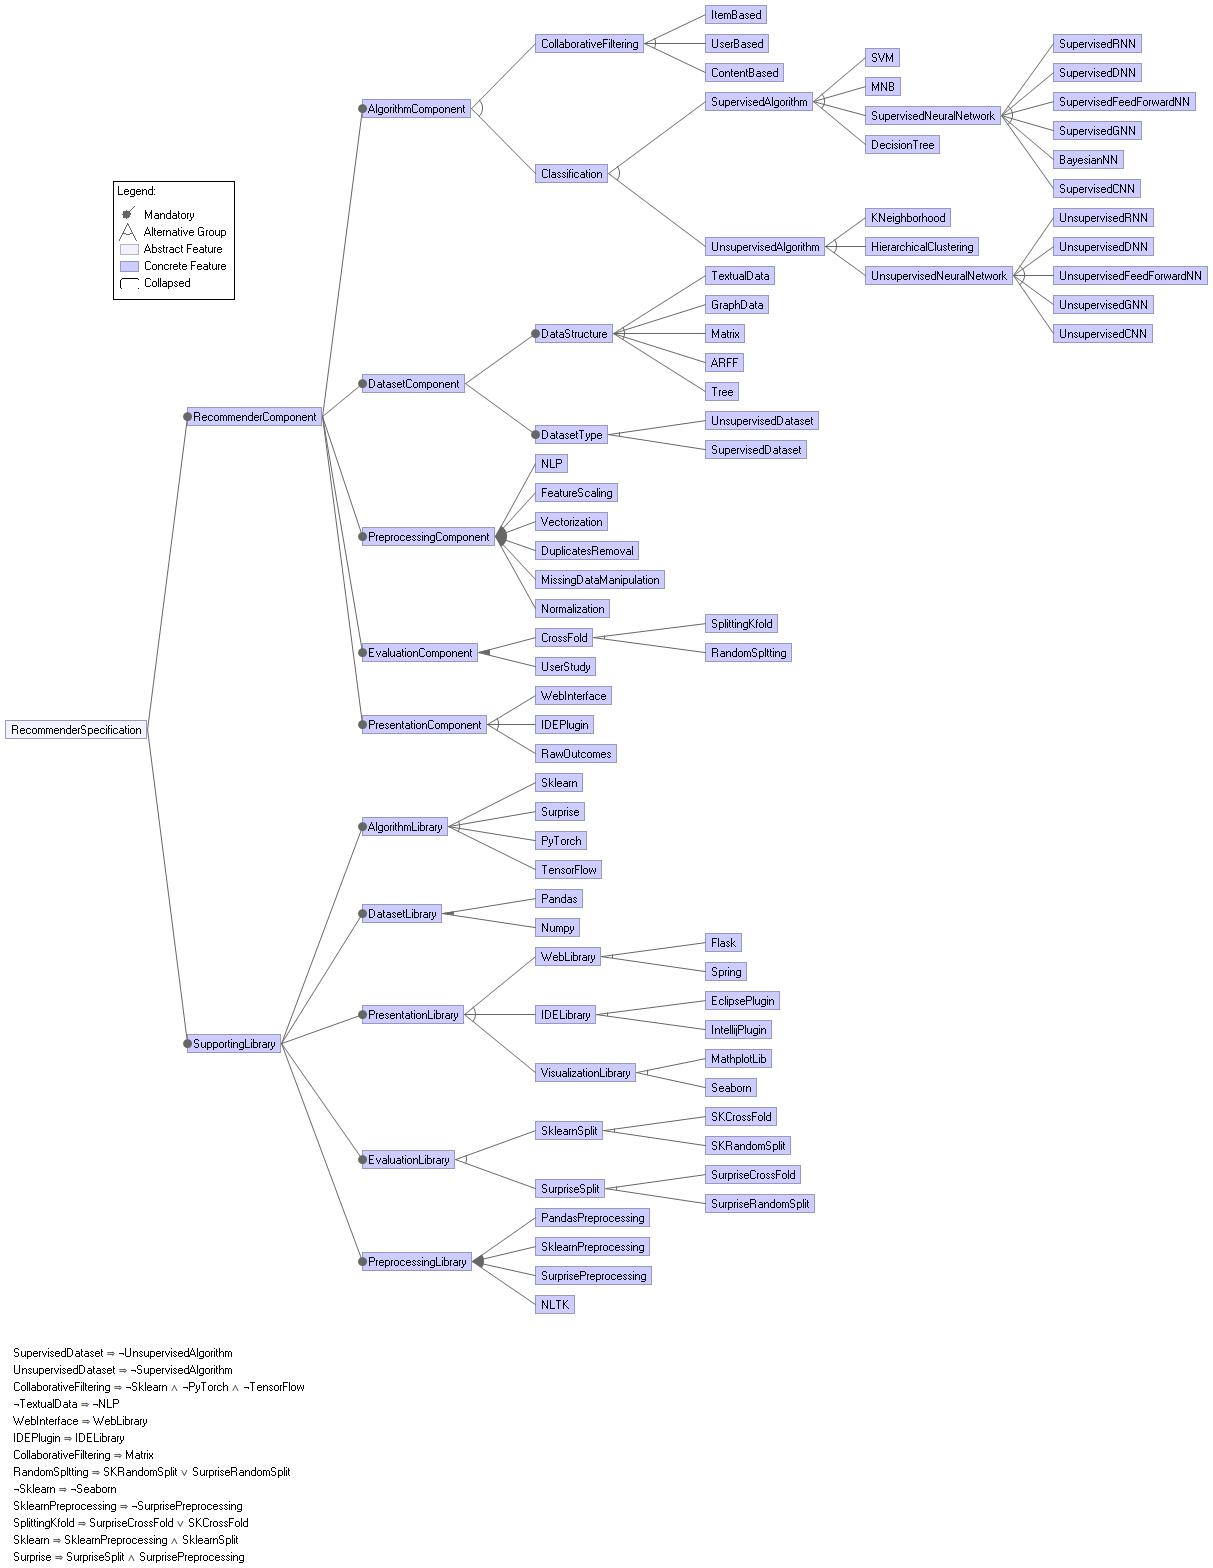 ItemBased
CollaborativeFiltering
UserBased
SupervisedRNN
SVM
ContentBased
SupervisedDNN
MNB
SupervisedAlgorithm
SupervisedFeedForwardNN
AlgorithmComponent
SupervisedNeuralNetwork
SupervisedGNN
DecisionTree
BayesianNN
Classification
SupervisedCNN
Legend:
Mandatory
Alternative Group
Abstract Feature
Concrete Feature
Collapsed
KNeighborhood
UnsupervisedRNN
UnsupervisedAlgorithm
HierarchicalClustering
UnsupervisedDNN
TextualData
UnsupervisedNeuralNetwork
UnsupervisedFeedForwardNN
GraphData
UnsupervisedGNN
DataStructure
Matrix
UnsupervisedCNN
ARFF
DatasetComponent
Tree
RecommenderComponent
UnsupervisedDataset
DatasetType
SupervisedDataset
NLP
FeatureScaling
Vectorization
PreprocessingComponent
DuplicatesRemoval
MissingDataManipulation
Normalization
SplittingKfold
CrossFold
EvaluationComponent
RandomSpltting
UserStudy
WebInterface
PresentationComponent
IDEPlugin
RecommenderSpecification
RawOutcomes
Sklearn
Surprise
AlgorithmLibrary
PyTorch
TensorFlow
Pandas
DatasetLibrary
Numpy
Flask
WebLibrary
Spring
EclipsePlugin
PresentationLibrary
IDELibrary
IntellijPlugin
SupportingLibrary
MathplotLib
VisualizationLibrary
Seaborn
SKCrossFold
SklearnSplit
SKRandomSplit
EvaluationLibrary
SurpriseCrossFold
SurpriseSplit
SurpriseRandomSplit
PandasPreprocessing
SklearnPreprocessing
PreprocessingLibrary
SurprisePreprocessing
NLTK
SupervisedDataset ⇒ ¬UnsupervisedAlgorithm
UnsupervisedDataset ⇒ ¬SupervisedAlgorithm
CollaborativeFiltering ⇒ ¬Sklearn ∧ ¬PyTorch ∧ ¬TensorFlow
¬TextualData ⇒ ¬NLP
WebInterface ⇒ WebLibrary
IDEPlugin ⇒ IDELibrary
CollaborativeFiltering ⇒ Matrix
RandomSpltting ⇒ SKRandomSplit ∨ SurpriseRandomSplit
¬Sklearn ⇒ ¬Seaborn
SklearnPreprocessing ⇒ ¬SurprisePreprocessing
SplittingKfold ⇒ SurpriseCrossFold ∨ SKCrossFold
Sklearn ⇒ SklearnPreprocessing ∧ SklearnSplit
Surprise ⇒ SurpriseSplit ∧ SurprisePreprocessing